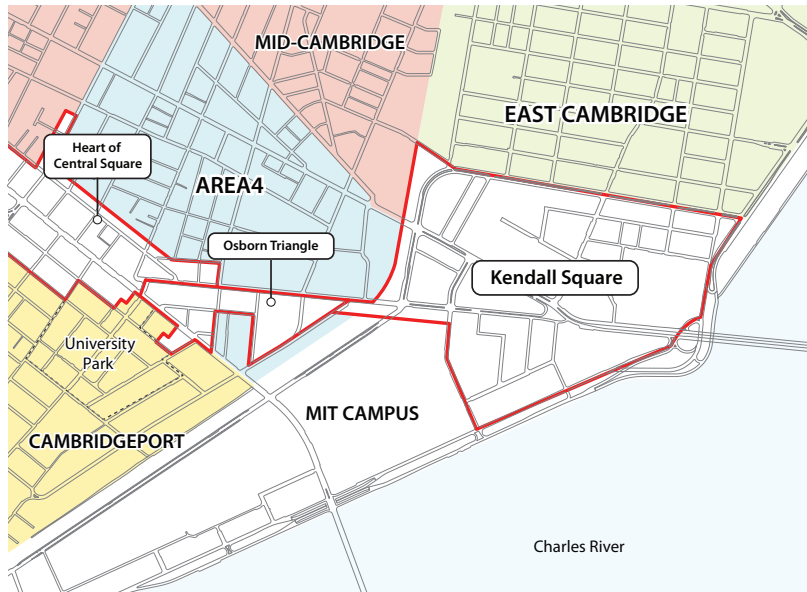 MID-CAMBRIDGE
EAST CAMBRIDGE
Heart of
Central Square
AREA4
Osborn Triangle
Kendall Square
University
Park
MIT CAMPUS
CAMBRIDGEPORT
Charles River